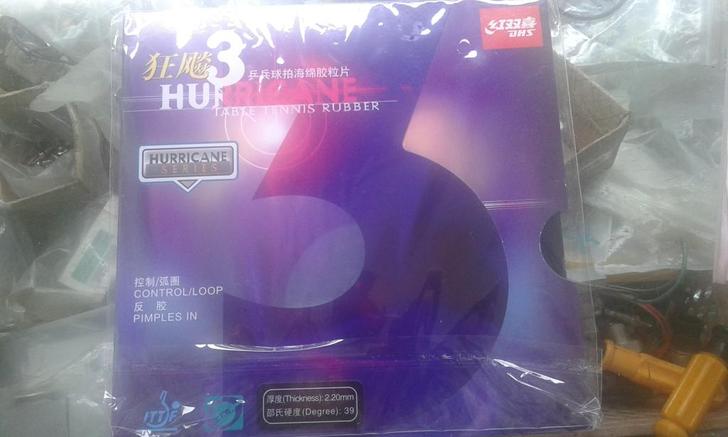 红双喜
DHS
狂飚3
乒乓球拍海绵胶粒片
HURRICANE
TABLE TENNIS RUBBER
HURRICANE
SERIES
控制/弧圈
CONTROL/LOOP
反 胶
PIMPLES IN
3
ITTF
厚度(Thickness): 2.20mm
邵氏硬度(Degree): 39